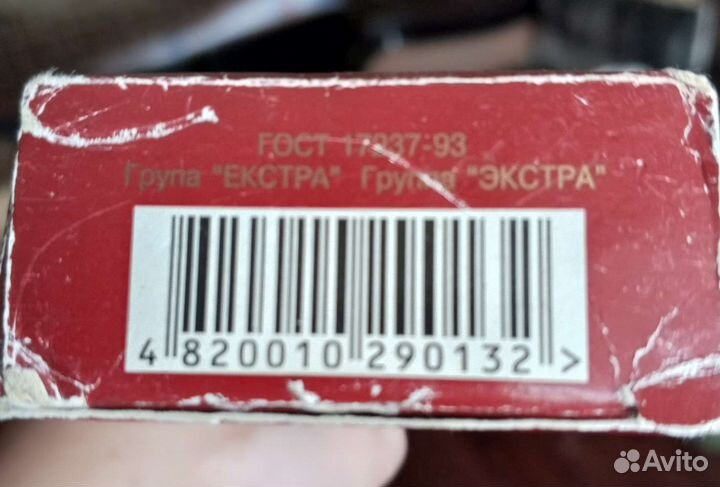 ГОСТ 17237-93
Група "ЕКСТРА" Группа "ЭКСТРА"
4 820010 290132 >
Avito